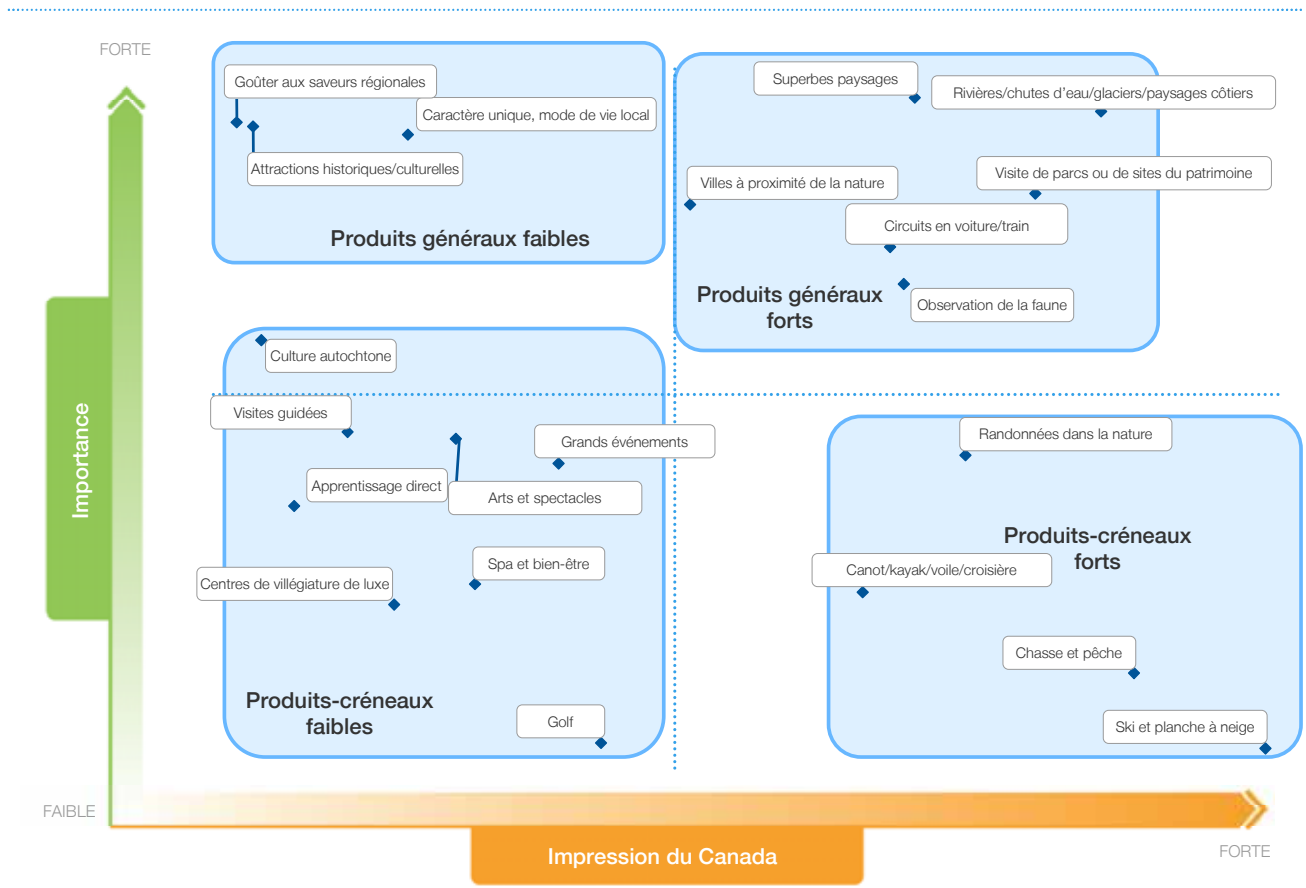 FORTE
Goûter aux saveurs régionales
Caractère unique, mode de vie local
Attractions historiques/culturelles
Produits généraux faibles
Superbes paysages
Rivières/chutes d'eau/glaciers/paysages côtiers
Villes à proximité de la nature
Visite de parcs ou de sites du patrimoine
Circuits en voiture/train
Produits généraux
forts
Observation de la faune
Importance
Culture autochtone
Visites guidées
Grands événements
Apprentissage direct
Arts et spectacles
Spa et bien-être
Centres de villégiature de luxe
Produits-créneaux
faibles
Golf
Randonnées dans la nature
Produits-créneaux
forts
Canot/kayak/voile/croisière
Chasse et pêche
Ski et planche à neige
FAIBLE
Impression du Canada
FORTE